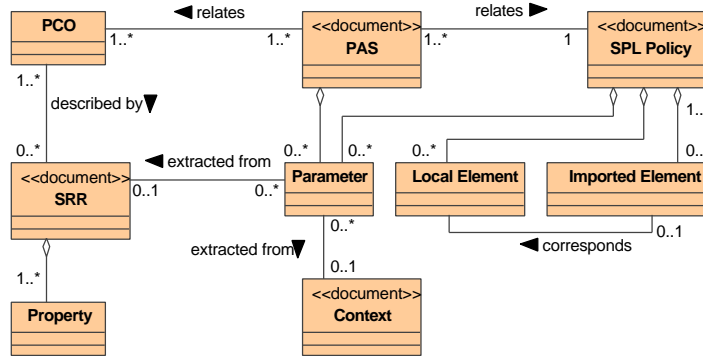 PCO
relates
1..*
1..*
<<document>>
PAS
relates
1..*
1
<<document>>
SPL Policy
1..*
described by
0..*
0..*
0..*
0..*
1..
0..
<<document>>
SRR
extracted from
0..1
0..*
Parameter
Local Element
Imported Element
0..*
extracted from
0..1
corresponds
0..1
1..*
Property
<<document>>
Context